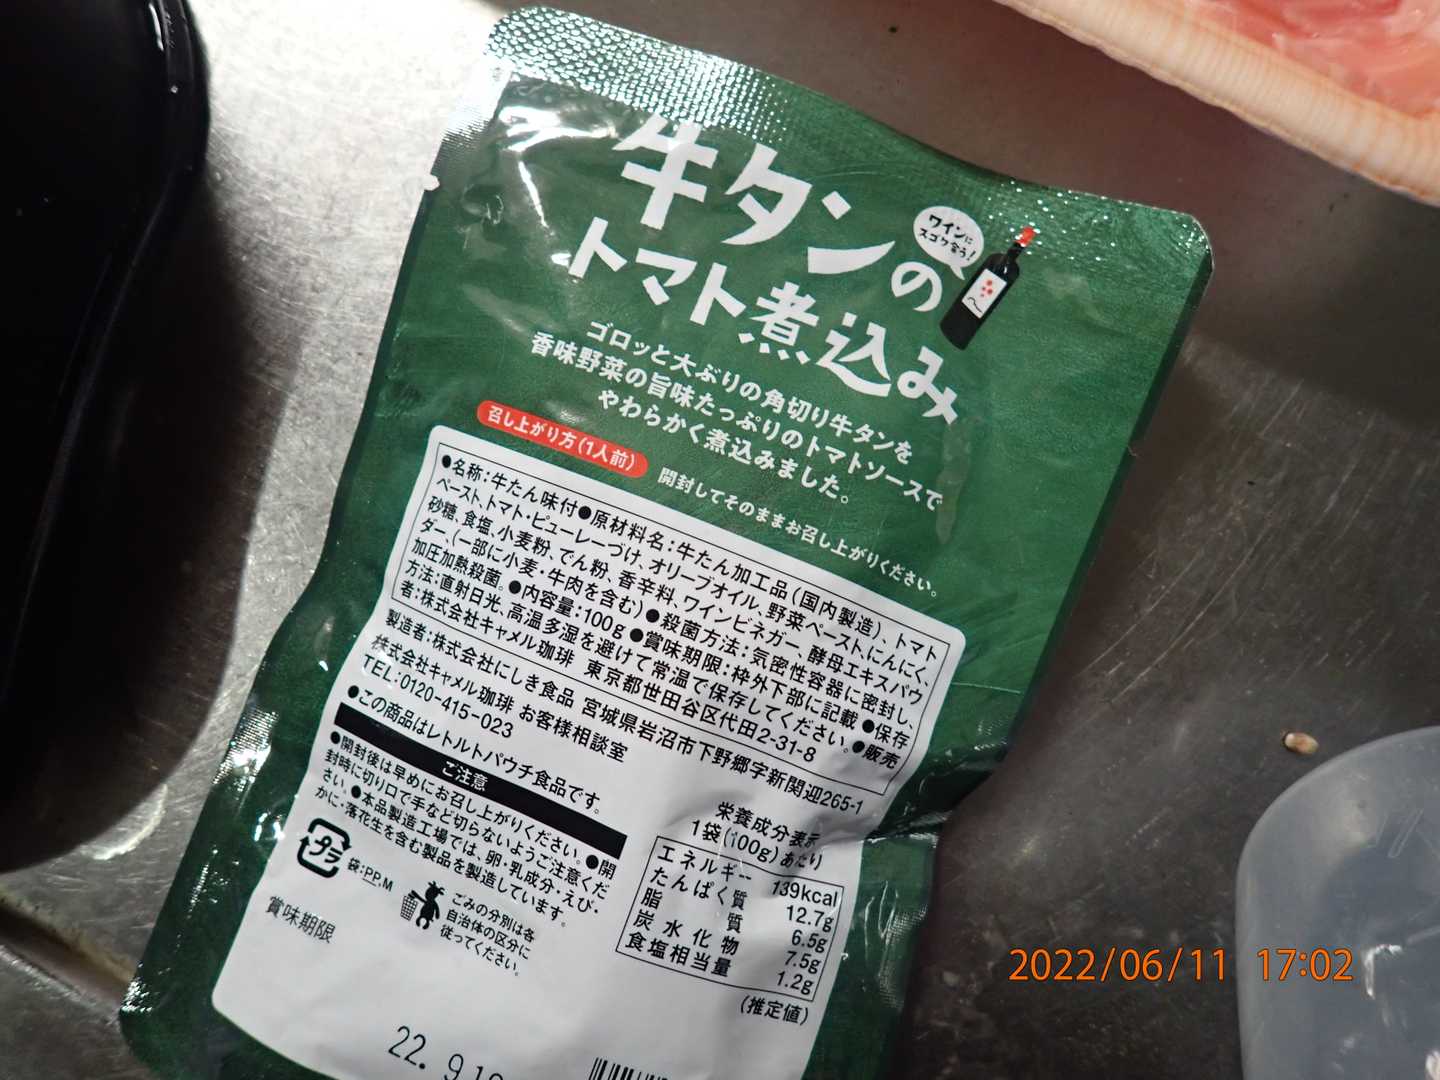 牛タンの
トマト煮込み
ワインに
スゴク合う!
ゴロッと大ぶりの角切り牛タンを
香味野菜の旨味たっぷりのトマトソースで
やわらかく煮込みました。
召し上がり方(1人前)
開封してそのままお召し上がりください。
●名称:牛たん味付●原材料名:牛たん加工品(国内製造)、トマト
ペースト、トマト・ピューレーづけ、オリーブオイル、野菜ペースト、にんにく、
砂糖、食塩、小麦粉、でん粉、香辛料、ワインビネガー、酵母エキスパウ
ダー、(一部に小麦・牛肉を含む)●殺菌方法:気密性容器に密封し、
加圧加熱殺菌。●内容量:100g●賞味期限:枠外下部に記載●保存
方法:直射日光、高温多湿を避けて常温で保存してください。●販売
者:株式会社キャメル珈琲 東京都世田谷区代田2-31-8
製造者:株式会社にしき食品 宮城県岩沼市下野郷字新関迎265-1
株式会社キャメル珈琲 お客様相談室
TEL:0120-415-023
●この商品はレトルトパウチ食品です。
ご注意
●開封後は早めにお召し上がりください。●開
封時に切り口で手など切らないようご注意くだ
さい。●本品製造工場では、卵・乳成分・えび・
かに・落花生を含む製品を製造しています。
プラ
袋:PP,M
ごみの分別は各
自治体の区分に
従ってください。
栄養成分表示
1袋(100g)あたり
エネルギー 139kcal
たんぱく質 12.7g
脂質 6.5g
炭水化物 7.5g
食塩相当量 1.2g
(推定値)
賞味期限
22. 9.
2022/06/11 17:02